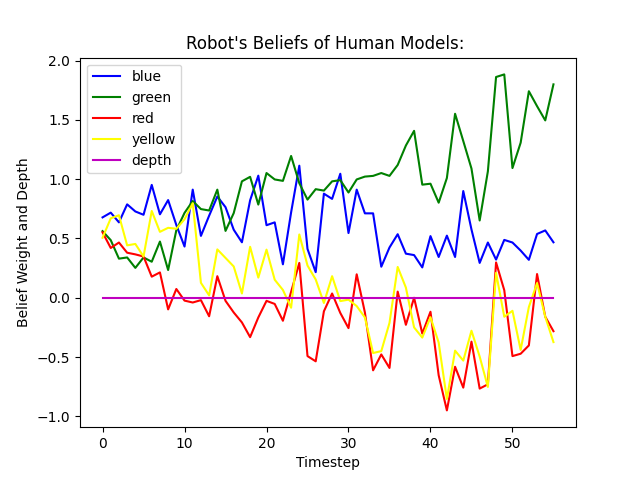 Robot's Beliefs of Human Models:
2.0
1.5
1.0
0.5
0.0
−0.5
−1.0
Belief Weight and Depth
blue
green
red
yellow
depth
0 10 20 30 40 50
Timestep